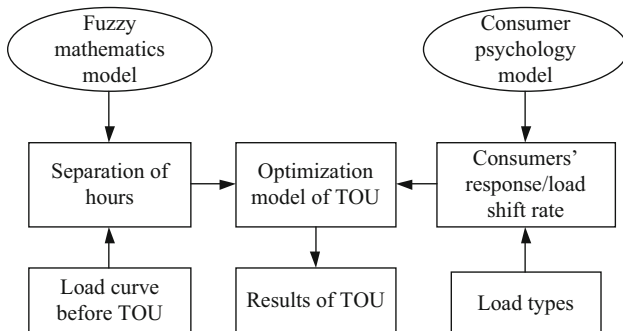 Fuzzy
mathematics
model
Consumer
psychology
model
Separation of
hours
Optimization
model of TOU
Consumers'
response/load
shift rate
Load curve
before TOU
Results of TOU
Load types